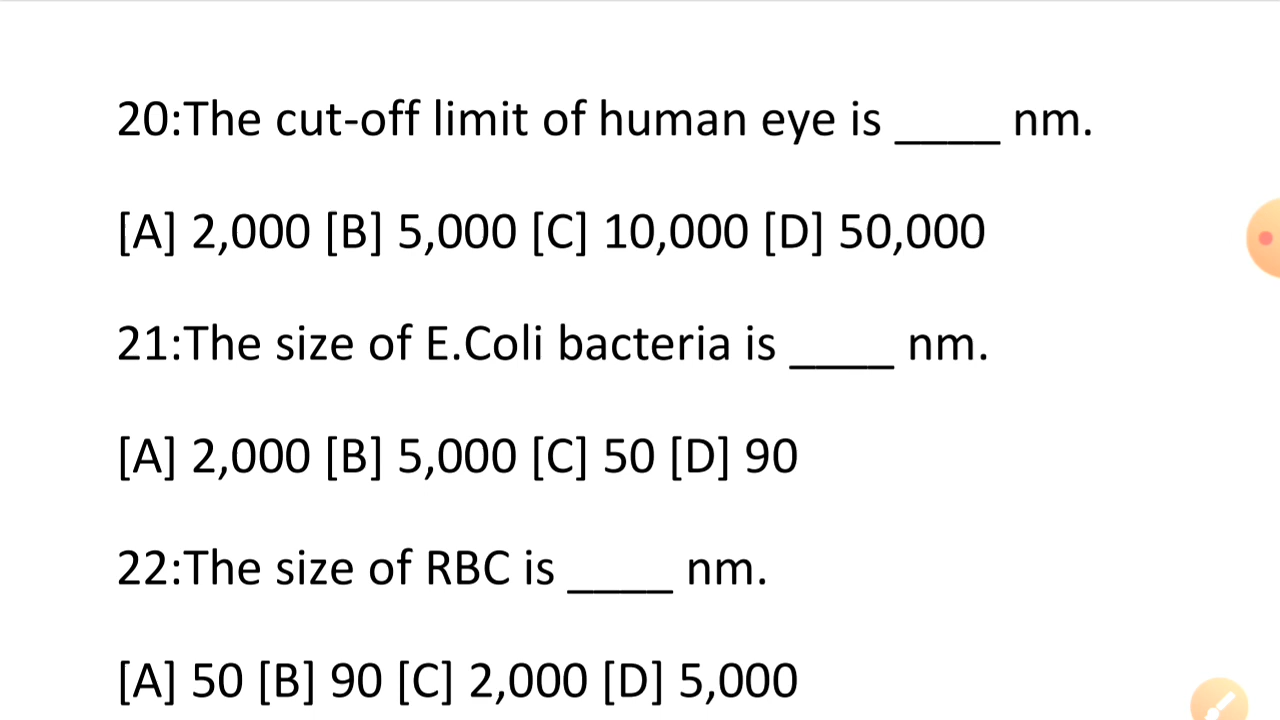 20:The cut-off limit of human eye is ____ nm.
[A] 2,000 [B] 5,000 [C] 10,000 [D] 50,000
21:The size of E.Coli bacteria is ____ nm.
[A] 2,000 [B] 5,000 [C] 50 [D] 90
22:The size of RBC is ____ nm.
[A] 50 [B] 90 [C] 2,000 [D] 5,000